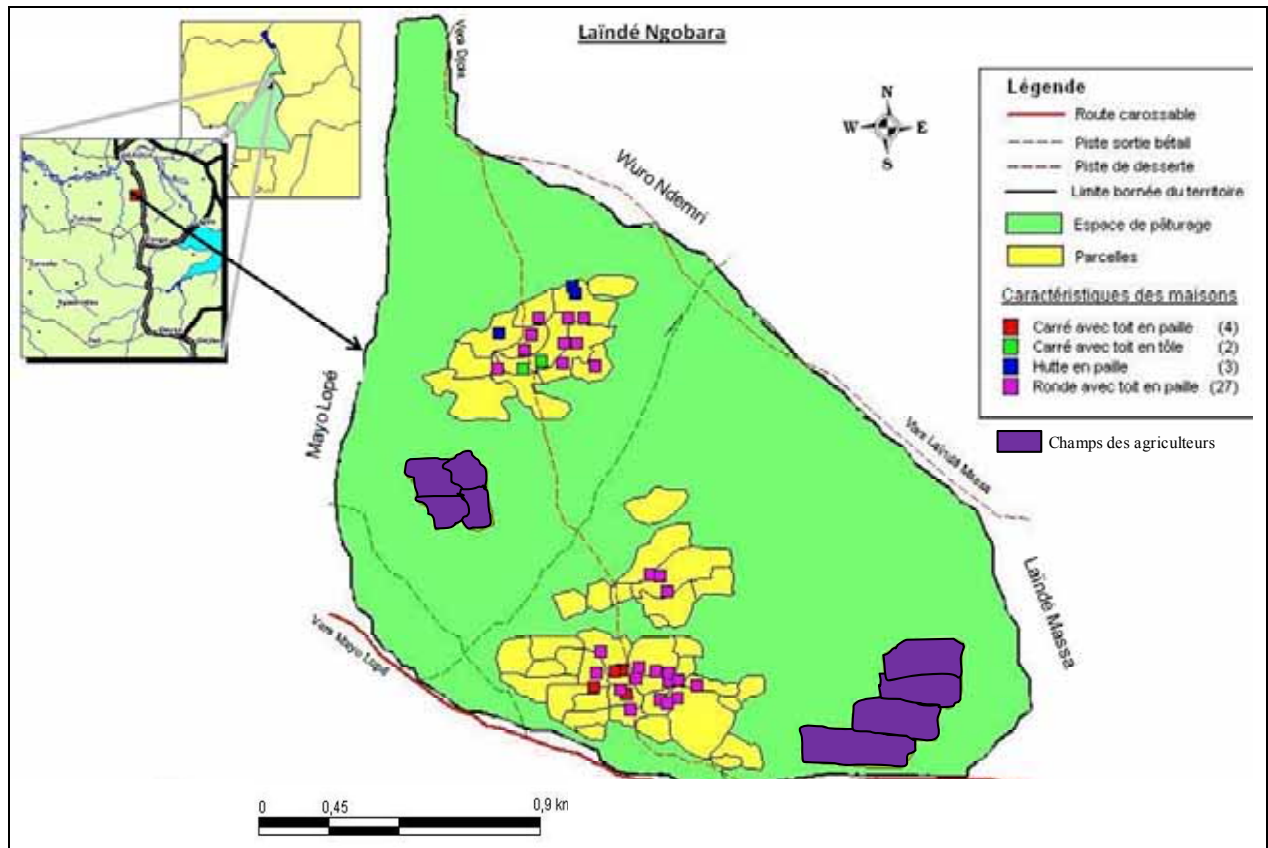 Laïndé Ngobara
Vers Djola
N
W E
S
Wuro Ndemri
Mayo Lopé
Vers Laïndé Massa
Laïndé Massa
Vers Mayo Lopé
Légende
Route carossable
Piste sortie bétail
Piste de desserte
Limite bornée du territoire
Espace de pâturage
Parcelles
Caractéristiques des maisons
Carré avec toit en paille (4)
Carré avec toit en tôle (2)
Hutte en paille (3)
Ronde avec toit en paille (27)
Champs des agriculteurs
0 0,45 0,9 km